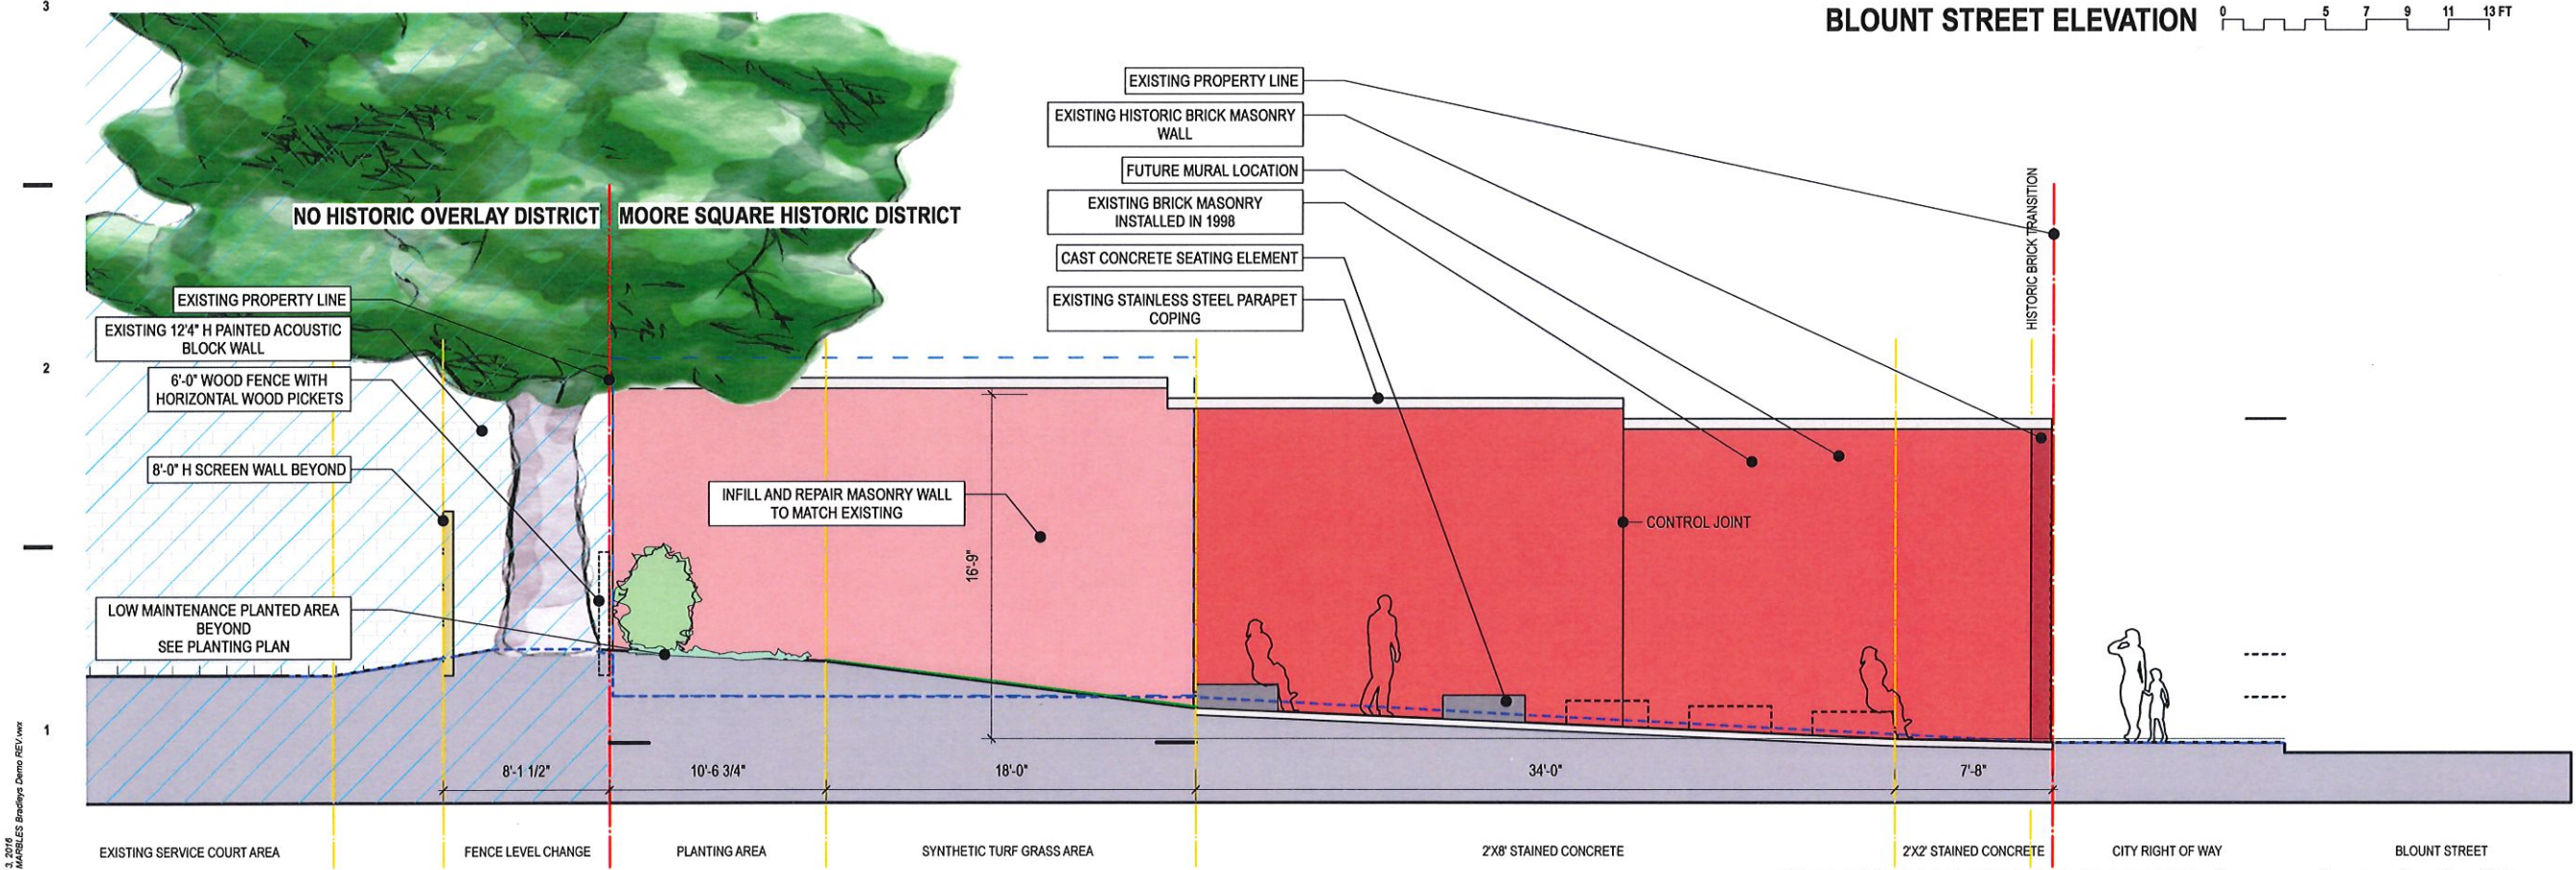 3
BLOUNT STREET ELEVATION
0 5 7 9 11 13 FT
EXISTING PROPERTY LINE
EXISTING HISTORIC BRICK MASONRY
WALL
FUTURE MURAL LOCATION
EXISTING BRICK MASONRY
INSTALLED IN 1998
CAST CONCRETE SEATING ELEMENT
EXISTING STAINLESS STEEL PARAPET
COPING
HISTORIC BRICK TRANSITION
NO HISTORIC OVERLAY DISTRICT
MOORE SQUARE HISTORIC DISTRICT
EXISTING PROPERTY LINE
EXISTING 12'4" H PAINTED ACOUSTIC
BLOCK WALL
2
6'-0" WOOD FENCE WITH
HORIZONTAL WOOD PICKETS
8'-0" H SCREEN WALL BEYOND
INFILL AND REPAIR MASONRY WALL
TO MATCH EXISTING
CONTROL JOINT
16'-9"
LOW MAINTENANCE PLANTED AREA
BEYOND
SEE PLANTING PLAN
1
8'-1 1/2"
10'-6 3/4"
18'-0"
34'-0"
7'-8"
EXISTING SERVICE COURT AREA
FENCE LEVEL CHANGE
PLANTING AREA
SYNTHETIC TURF GRASS AREA
2'X8' STAINED CONCRETE
2'X2' STAINED CONCRETE
CITY RIGHT OF WAY
BLOUNT STREET
3, 2016
MARBLES Bradleys Demo REV.vwx